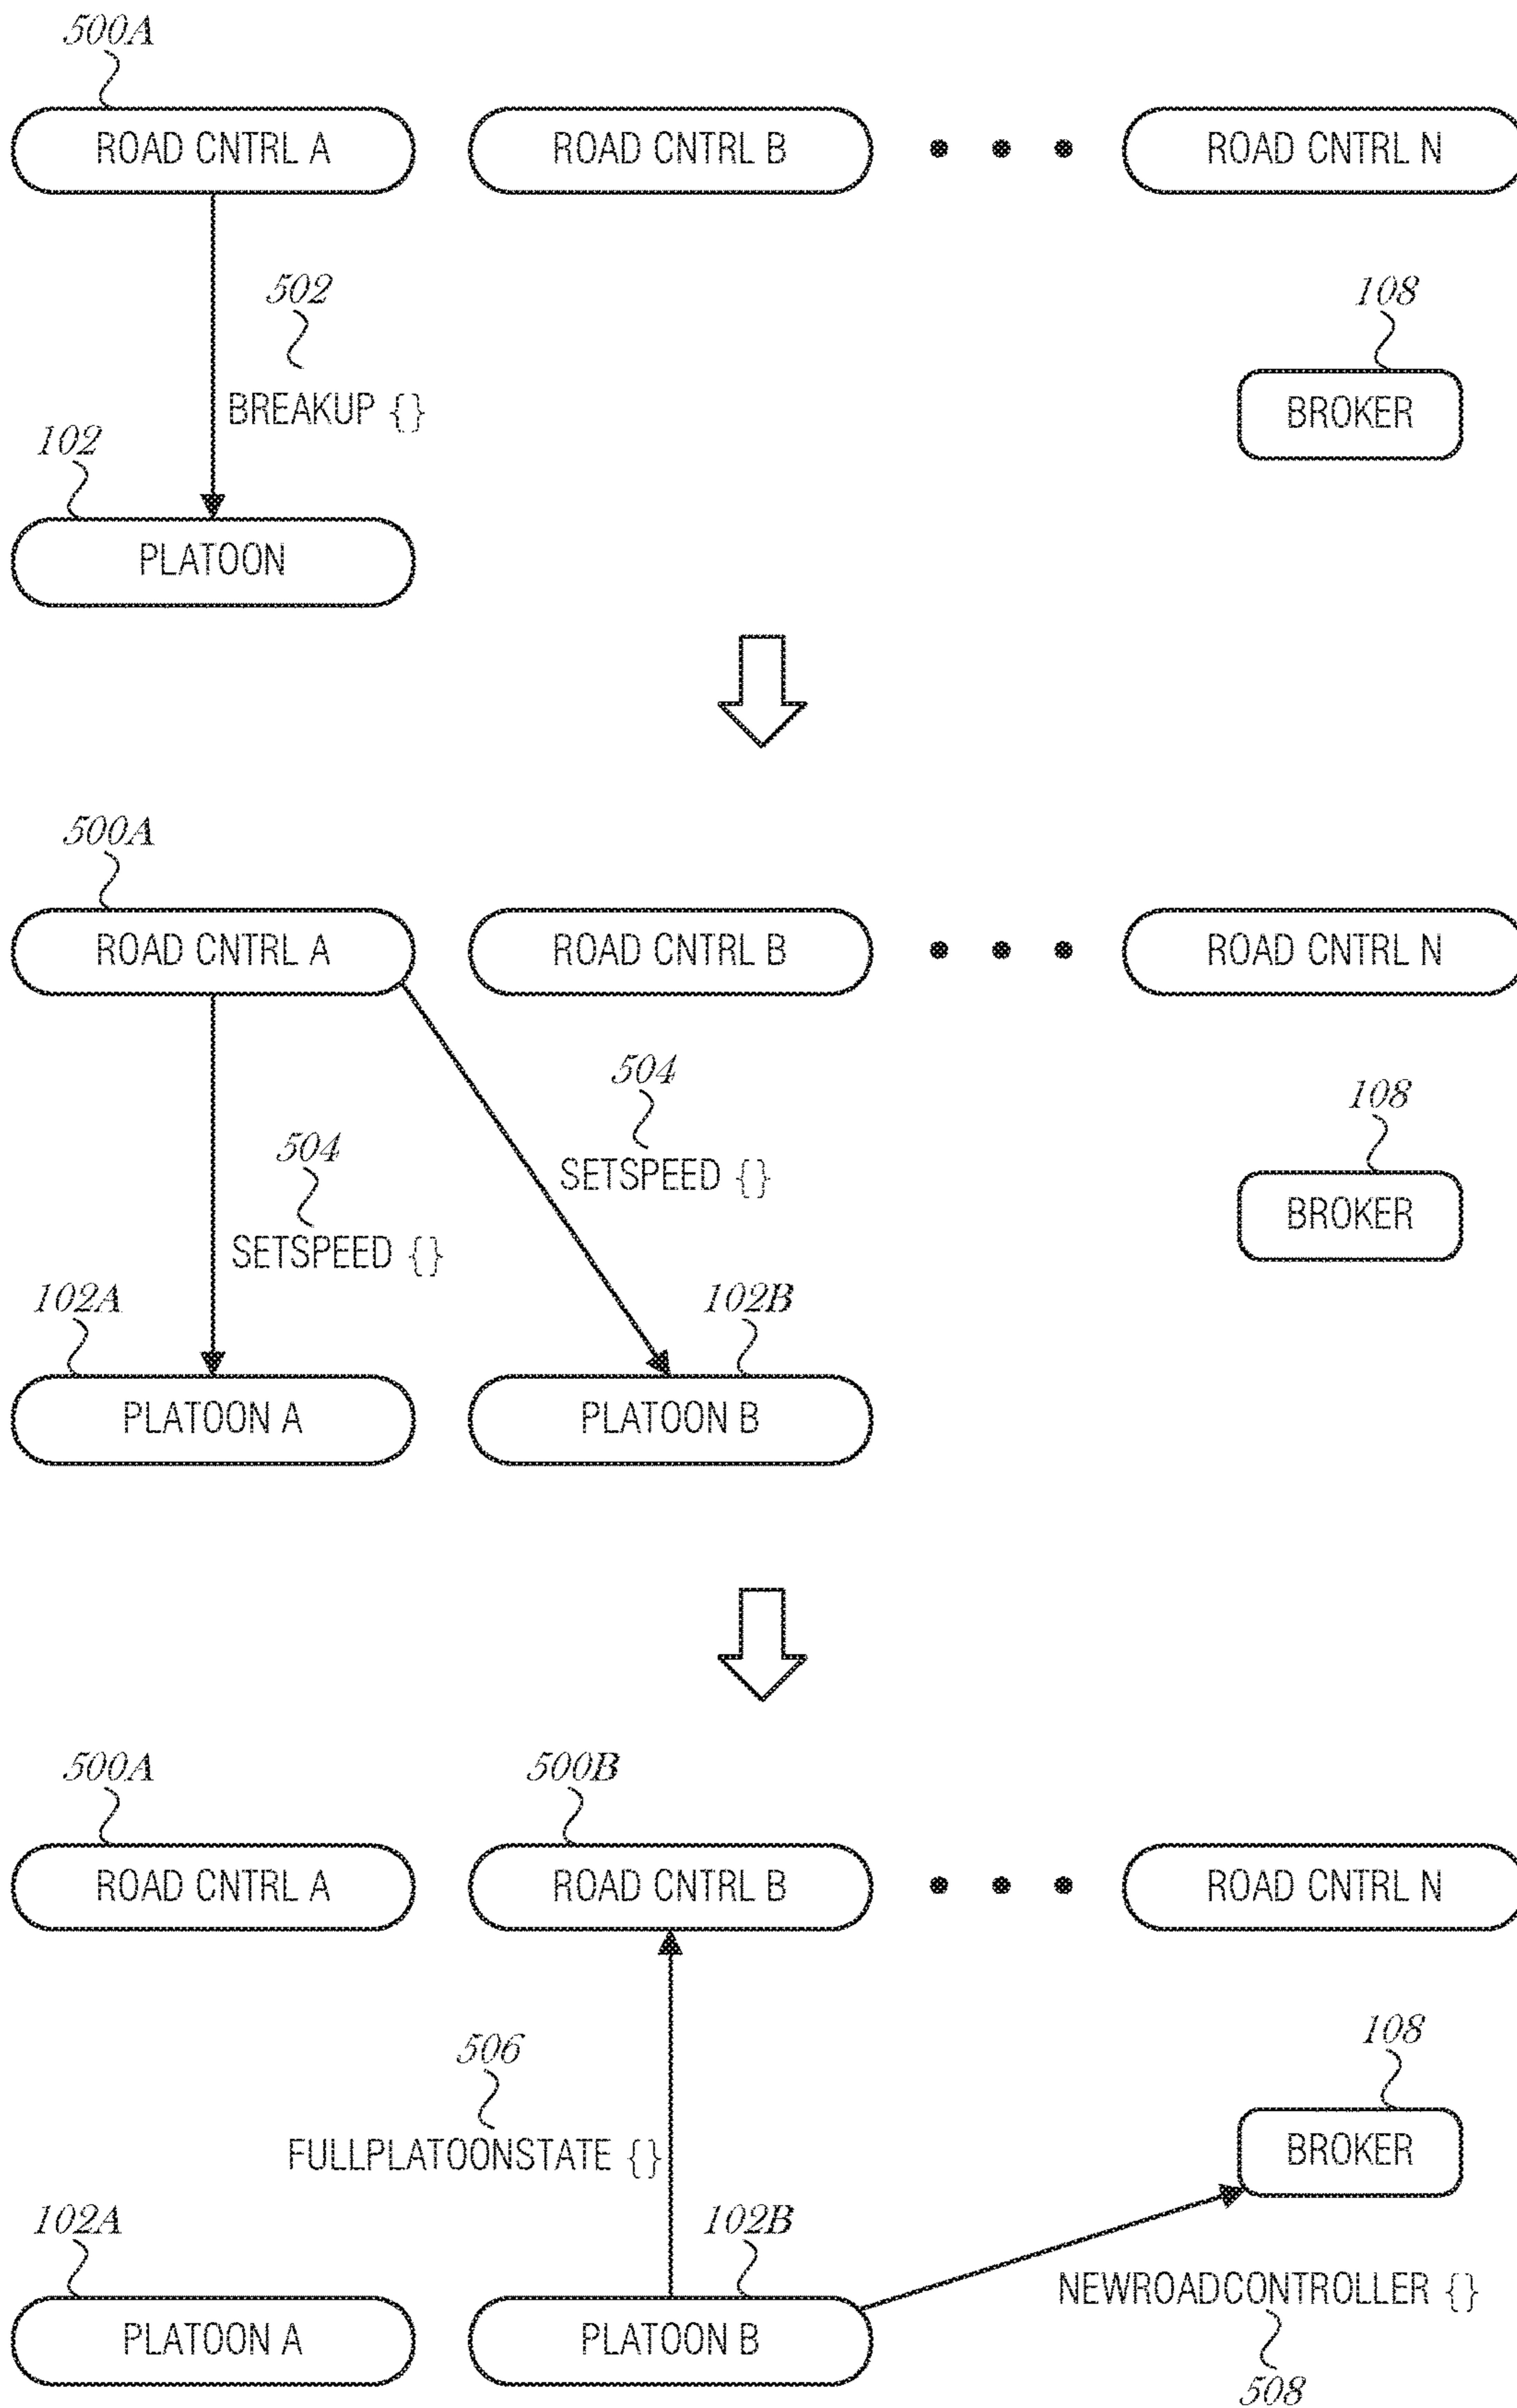 500A
ROAD CNTRL A
ROAD CNTRL B
ROAD CNTRL N
502
108
BREAKUP {}
BROKER
102
PLATOON
500A
ROAD CNTRL A
ROAD CNTRL B
ROAD CNTRL N
504
108
504
SETSPEED {}
BROKER
SETSPEED {}
102A
102B
PLATOON A
PLATOON B
500A
500B
ROAD CNTRL A
ROAD CNTRL B
ROAD CNTRL N
506
108
FULLPLATOONSTATE {}
BROKER
102A
102B
NEWROADCONTROLLER {}
PLATOON A
PLATOON B
508